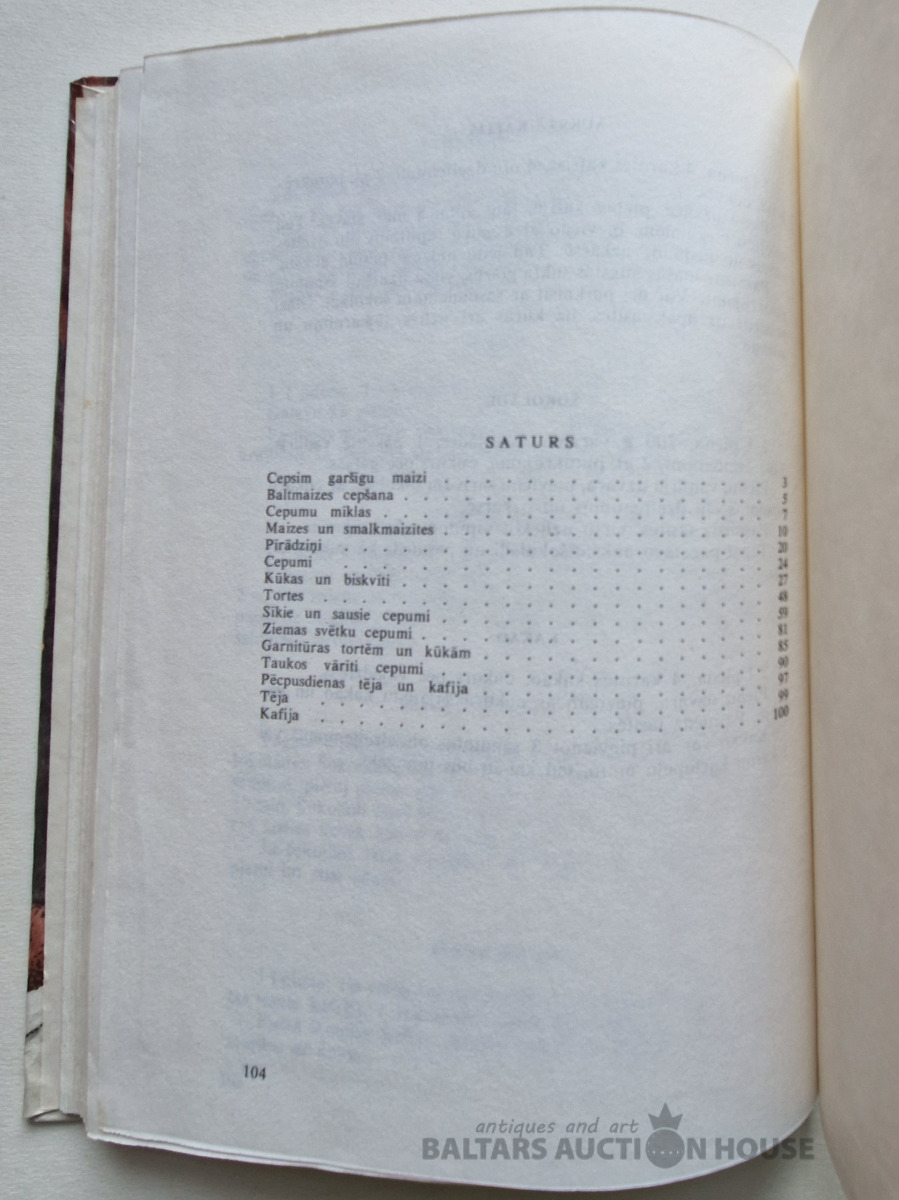 SATURS
Cepsim garšīgu maizi . . . . . . . . . . . . . . . . 3
Baltmaizes cepšana . . . . . . . . . . . . . . . . 5
Cepumu mīklas . . . . . . . . . . . . . . . . 7
Maizes un smalkmaizītes . . . . . . . . . . . . . . . . 10
Pīrādziņi . . . . . . . . . . . . . . . . 20
Cepumi . . . . . . . . . . . . . . . . 24
Kūkas un biskvīti . . . . . . . . . . . . . . . . 27
Tortes . . . . . . . . . . . . . . . . 48
Sīkie un sausie cepumi . . . . . . . . . . . . . . . . 59
Ziemas svētku cepumi . . . . . . . . . . . . . . . . 81
Garnitūras tortēm un kūkām . . . . . . . . . . . . . . . . 85
Taukos vārīti cepumi . . . . . . . . . . . . . . . . 90
Pēcpusdienas tēja un kafija . . . . . . . . . . . . . . . . 97
Tēja . . . . . . . . . . . . . . . . 99
Kafija . . . . . . . . . . . . . . . . 100
104
antiques and art
BALTARS AUCTION HOUSE